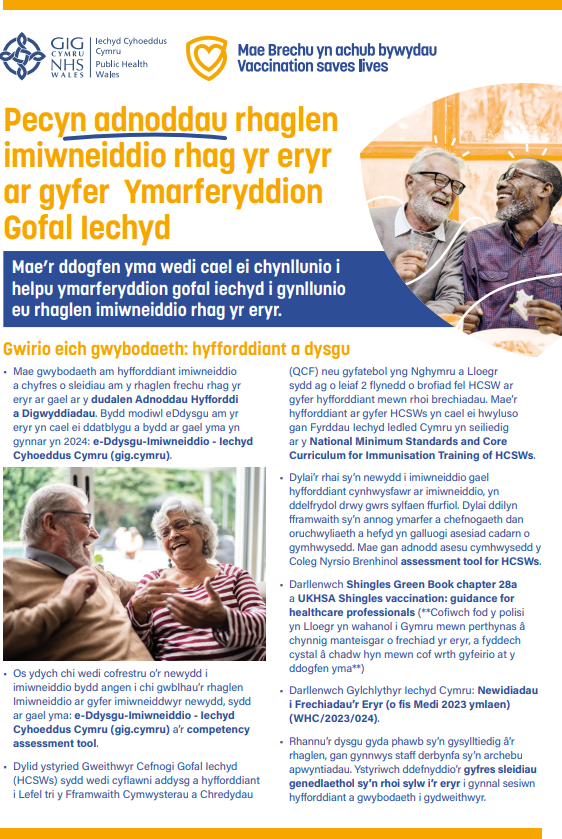 GIG
CYMRU
NHS
WALES
Iechyd Cyhoeddus
Cymru
Public Health
Wales
Mae Brechu yn achub bywydau
Vaccination saves lives
Pecyn adnoddau rhaglen
imiwneiddio rhag yr eryr
ar gyfer Ymarferyddion
Gofal Iechyd
Mae'r ddogfen yma wedi cael ei chynllunio i
helpu ymarferyddion gofal iechyd i gynllunio
eu rhaglen imiwneiddio rhag yr eryr.
Gwirio eich gwybodaeth: hyfforddiant a dysgu
• Mae gwybodaeth am hyfforddiant imiwneiddio
a chyfres o sleidiau am y rhaglen frechu rhag yr
eryr ar gael ar y dudalen Adnoddau Hyfforddi
a Digwyddiadau. Bydd modiwl eDdysgu am yr
eryr yn cael ei ddatblygu a bydd ar gael yma yn
gynnar yn 2024: e-Ddysgu-Imiwneiddio - Iechyd
Cyhoeddus Cymru (gig.cymru).
• Os ydych chi wedi cofrestru o'r newydd i
imiwneiddio bydd angen i chi gwblhau'r rhaglen
Imiwneiddio ar gyfer imiwneiddwyr newydd, sydd
ar gael yma: e-Ddysgu-Imiwneiddio - Iechyd
Cyhoeddus Cymru (gig.cymru) a'r competency
assessment tool.
• Dylid ystyried Gweithwyr Cefnogi Gofal Iechyd
(HCSWs) sydd wedi cyflawni addysg a hyfforddiant
i Lefel tri y Fframwaith Cymwysterau a Chredydau
(QCF) neu gyfatebol yng Nghymru a Lloegr
sydd ag o leiaf 2 flynedd o brofiad fel HCSW ar
gyfer hyfforddiant mewn rhoi brechiadau. Mae'r
hyfforddiant ar gyfer HCSWs yn cael ei hwyluso
gan Fyrddau Iechyd ledled Cymru yn seiliedig
ar y National Minimum Standards and Core
Curriculum for Immunisation Training of HCSWs.
• Dylai'r rhai sy'n newydd i imiwneiddio gael
hyfforddiant cynhwysfawr ar imiwneiddio, yn
ddelfrydol drwy gwrs sylfaen ffurfiol. Dylai ddilyn
fframwaith sy'n annog ymarfer a chefnogaeth dan
oruchwyliaeth a hefyd yn galluogi asesiad cadarn o
gymhwysedd. Mae gan adnodd asesu cymhwysedd y
Coleg Nyrsio Brenhinol assessment tool for HCSWs.
• Darllenwch Shingles Green Book chapter 28a
a UKHSA Shingles vaccination: guidance for
healthcare professionals (**Cofiwch fod y polisi
yn Lloegr yn wahanol i Gymru mewn perthynas â
chynnig manteisgar o frechiad yr eryr, a fyddech
cystal â chadw hyn mewn cof wrth gyfeirio at y
ddogfen yma**)
• Darllenwch Gylchlythyr Iechyd Cymru: Newidiadau
i Frechiadau'r Eryr (o fis Medi 2023 ymlaen)
(WHC/2023/024).
• Rhannu'r dysgu gyda phawb sy'n gysylltiedig â'r
rhaglen, gan gynnwys staff derbynfa sy'n archebu
apwyntiadau. Ystyriwch ddefnyddio'r gyfres sleidiau
genedlaethol sy'n rhoi sylw i'r eryr i gynnal sesiwn
hyfforddiant a gwybodaeth i gydweithwyr.